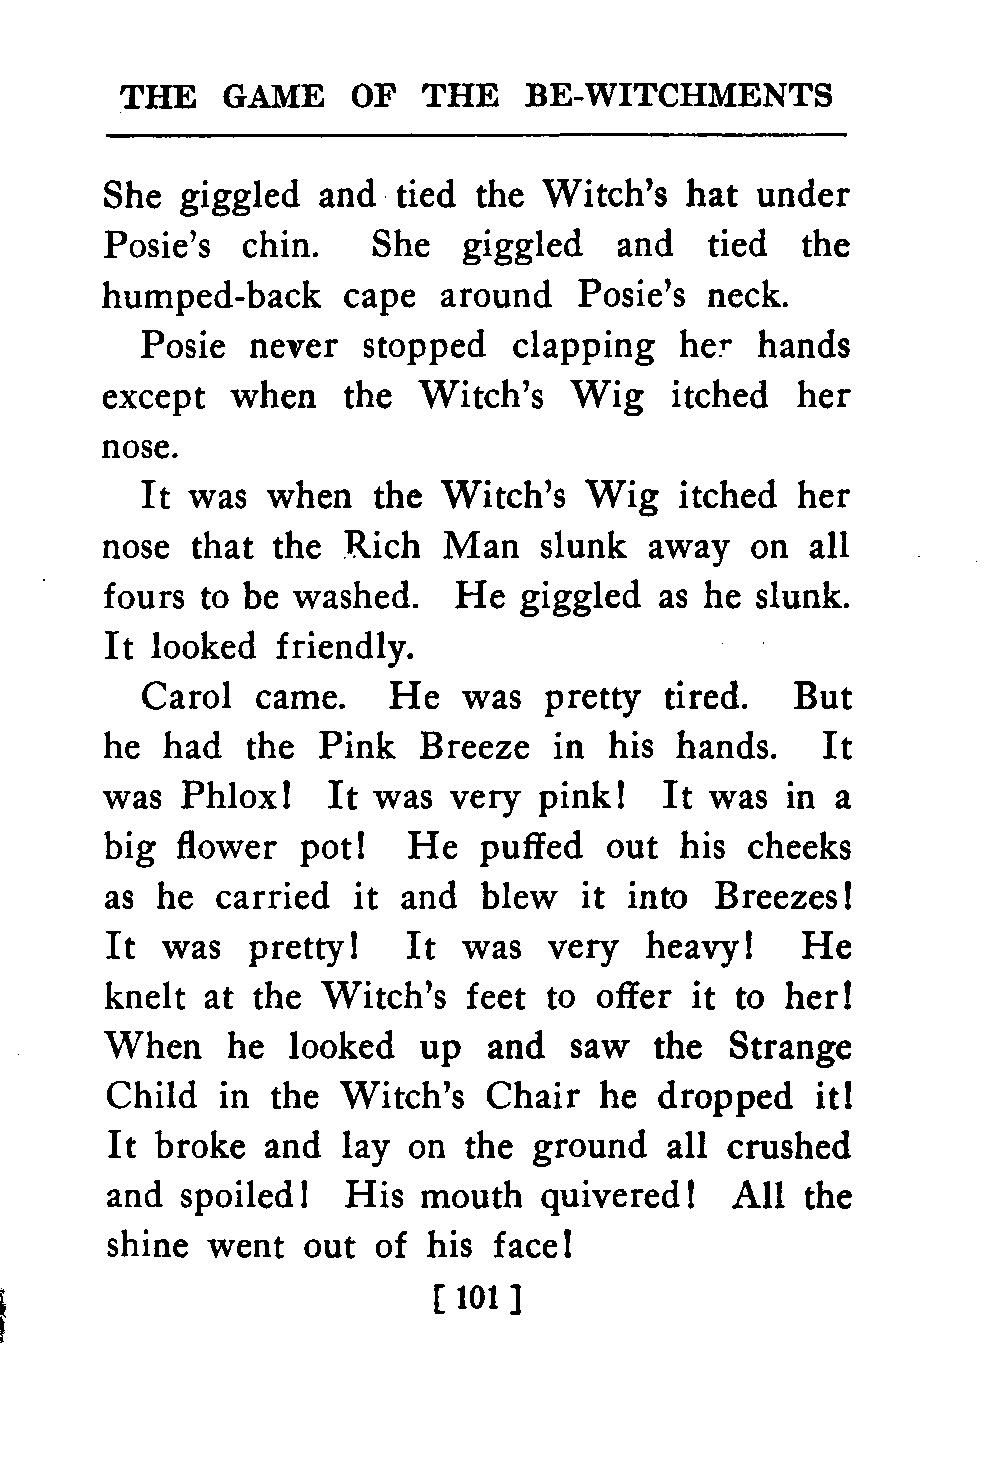 THE GAME OF THE BE-WITCHMENTS
She giggled and tied the Witch's hat under
Posie's chin. She giggled and tied the
humped-back cape around Posie's neck.
Posie never stopped clapping her hands
except when the Witch's Wig itched her
nose.
It was when the Witch's Wig itched her
nose that the Rich Man slunk away on all
fours to be washed. He giggled as he slunk.
It looked friendly.
Carol came. He was pretty tired. But
he had the Pink Breeze in his hands. It
was Phlox! It was very pink! It was in a
big flower pot! He puffed out his cheeks
as he carried it and blew it into Breezes!
It was pretty! It was very heavy! He
knelt at the Witch's feet to offer it to her!
When he looked up and saw the Strange
Child in the Witch's Chair he dropped it!
It broke and lay on the ground all crushed
and spoiled! His mouth quivered! All the
shine went out of his face!
[ 101 ]